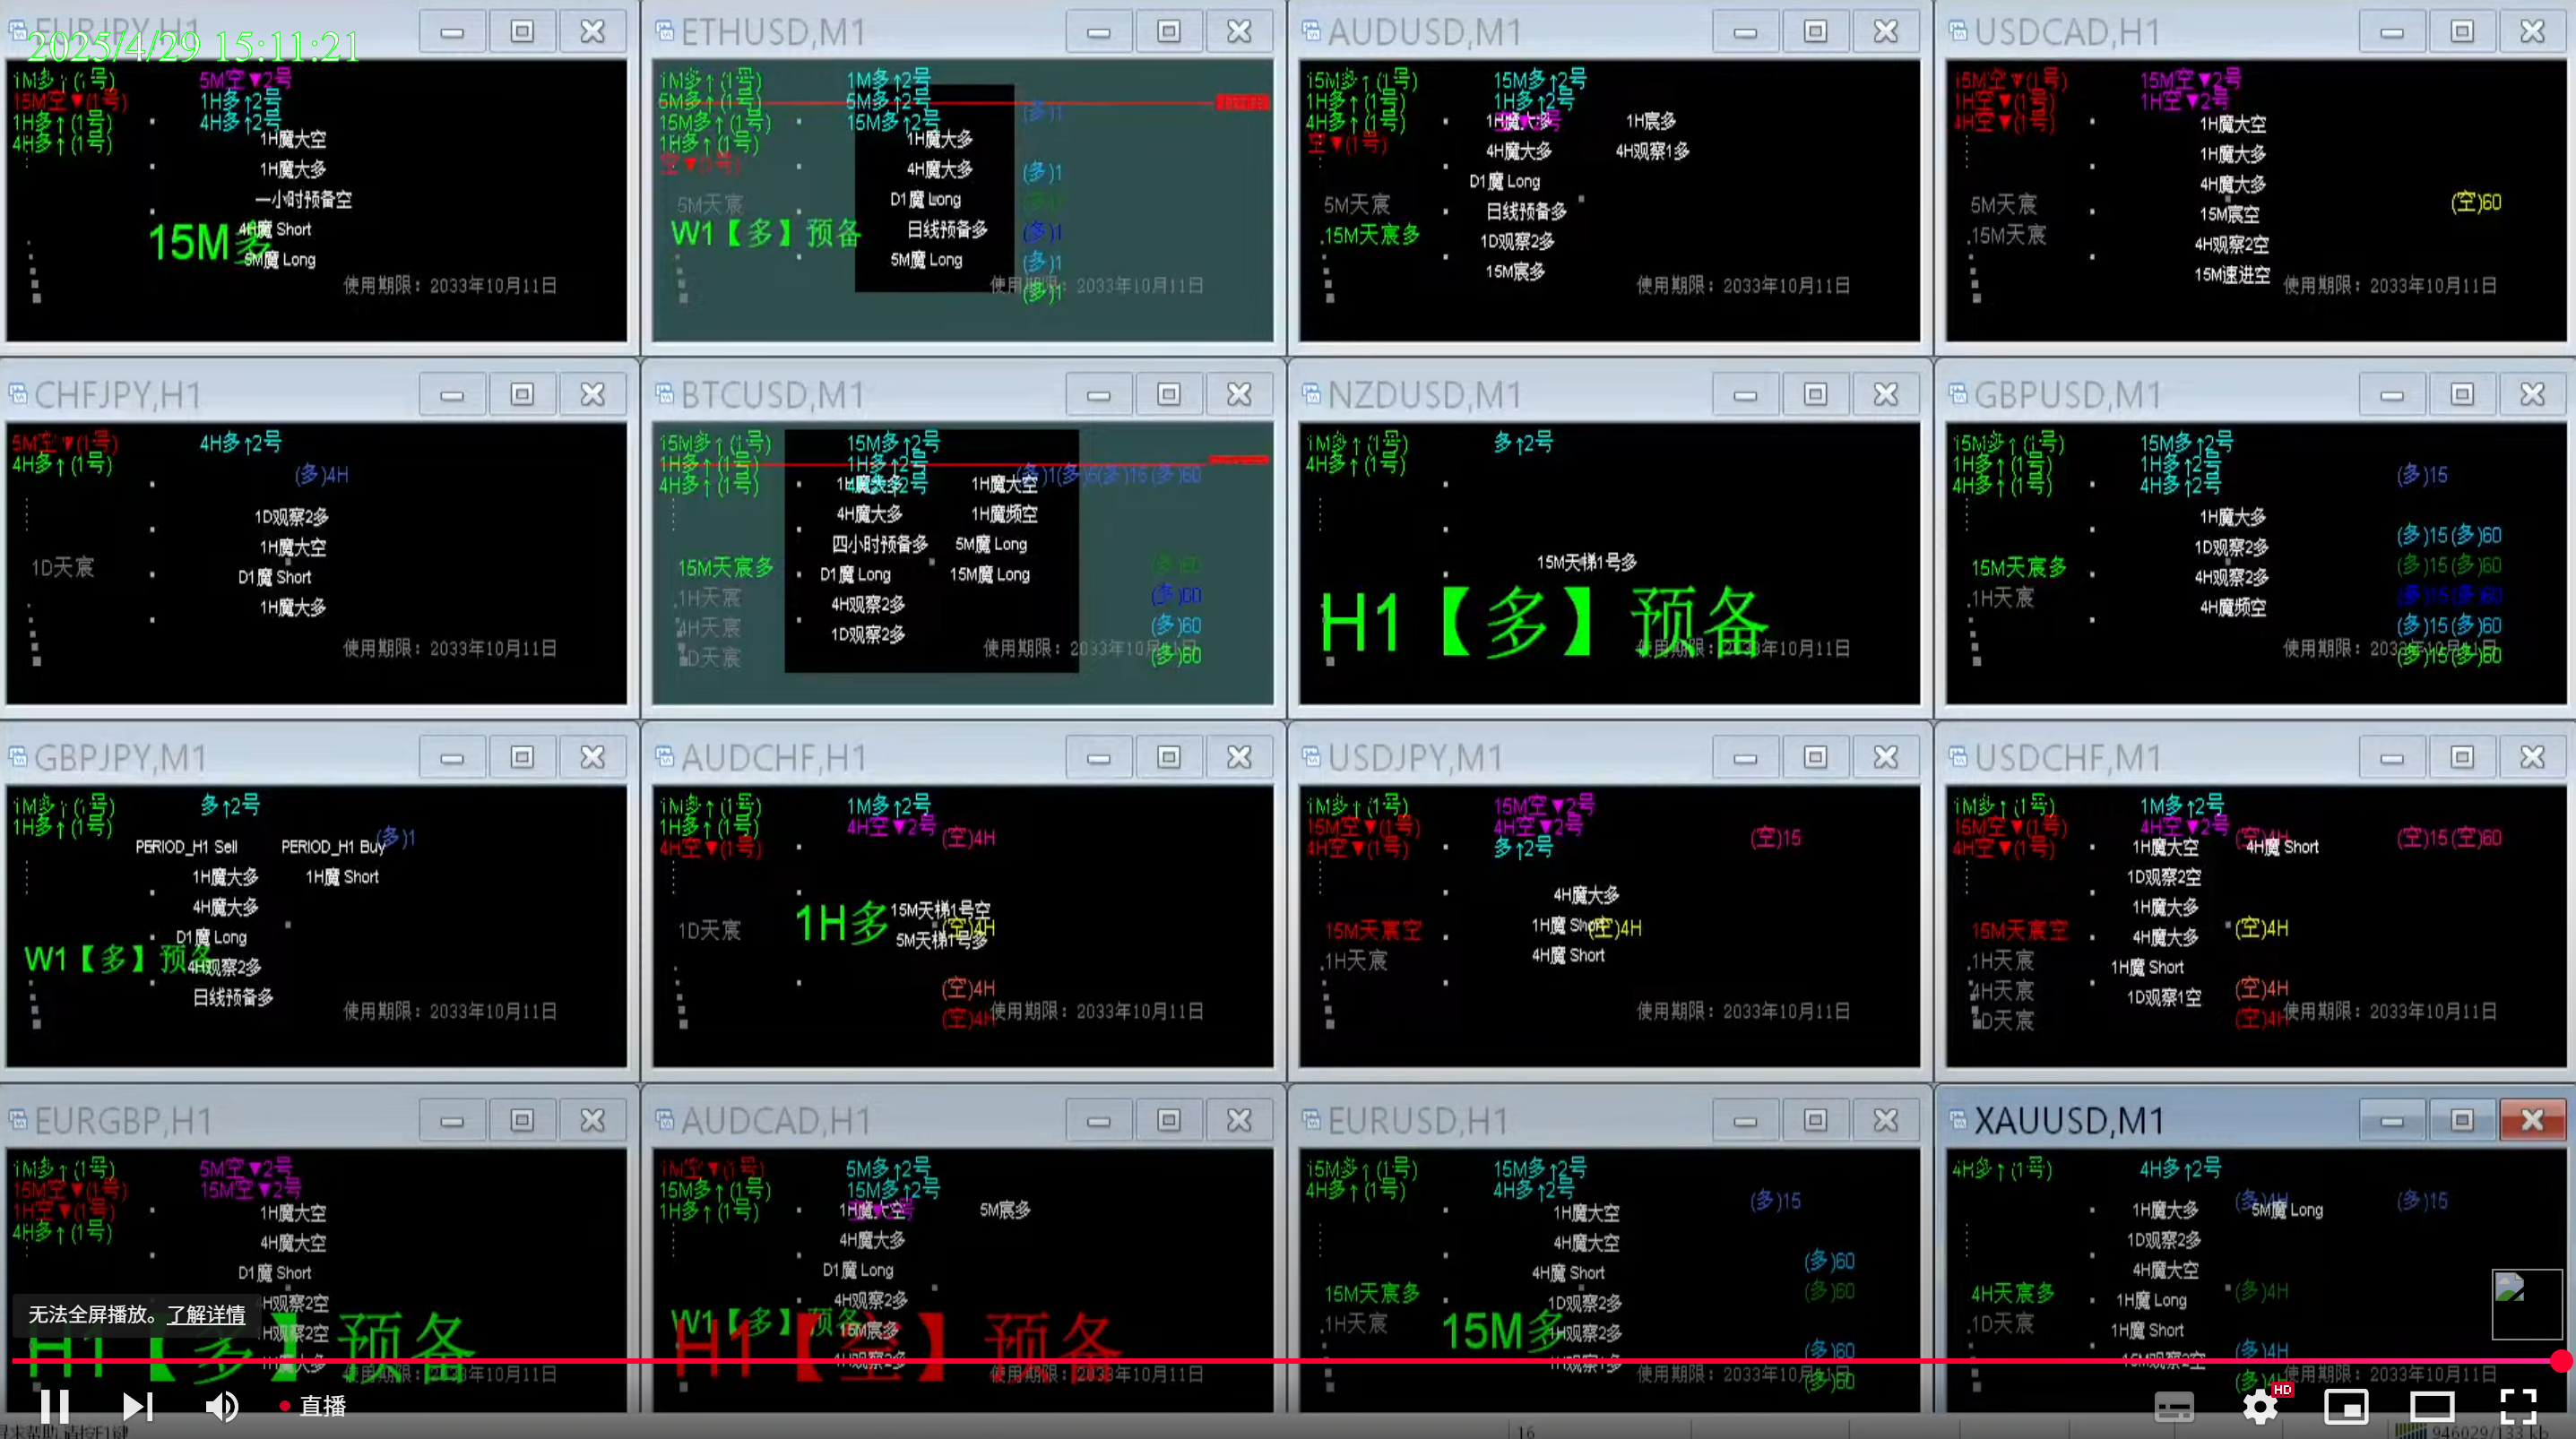 EURJPY,H1
2025/4/29 15:11:21
1M多↑(1号)
15M空▼(1号)
1H多↑(1号)
4H多↑(1号)
5M空▼2号
1H多↑2号
4H多↑2号
1H魔大空
1H魔大多
一小时预备空
4H魔 Short
5M魔 Long
15M多
使用期限：2033年10月11日
ETHUSD,M1
1M多↑(1号)
5M多↑(1号)
15M多↑(1号)
1H多↑(1号)
空▼(1号)
1M多↑2号
5M多↑2号
15M多↑2号
1H魔大多
4H魔大多
D1魔 Long
日线预备多
5M魔 Long
5M天宸
W1【多】预备
(多)1
(多)1
(多)1
(多)1
(多)1
使用期限：2033年10月11日
AUDUSD,M1
15M多↑(1号)
1H多↑(1号)
4H多↑(1号)
空▼(1号)
15M多↑2号
1H多↑2号
1H魔大多
4H魔大多
D1魔 Long
日线预备多
1D观察2多
15M宸多
1H宸多
4H观察1多
5M天宸
15M天宸多
使用期限：2033年10月11日
USDCAD,H1
15M空▼(1号)
1H空▼(1号)
4H空▼(1号)
15M空▼2号
1H空▼2号
1H魔大空
1H魔大多
4H魔大多
15M宸空
4H观察2空
15M速进空
5M天宸
15M天宸
(空)60
使用期限：2033年10月11日
CHFJPY,H1
5M空▼(1号)
4H多↑(1号)
4H多↑2号
(多)4H
1D观察2多
1H魔大空
D1魔 Short
1H魔大多
1D天宸
使用期限：2033年10月11日
BTCUSD,M1
15M多↑(1号)
1H多↑(1号)
4H多↑(1号)
15M多↑2号
1H多↑2号
4H魔大多
四小时预备多
D1魔 Long
4H观察2多
1D观察2多
1H魔大空
1H魔频空
5M魔 Long
15M魔 Long
15M天宸多
1H天宸
4H天宸
D天宸
(多)1(多)5(多)15(多)60
(多)60
(多)60
(多)60
(多)60
使用期限：2033年10月11日
NZDUSD,M1
1M多↑(1号)
4H多↑(1号)
多↑2号
15M天梯1号多
H1【多】预备
使用期限：2033年10月11日
GBPUSD,M1
15M多↑(1号)
1H多↑(1号)
4H多↑(1号)
15M多↑2号
1H多↑2号
4H多↑2号
1H魔大多
1D观察2多
4H观察2多
4H魔频空
15M天宸多
1H天宸
(多)15
(多)15(多)60
(多)15(多)60
(多)15(多)60
(多)15(多)60
(多)15(多)60
使用期限：2033年10月11日
GBPJPY,M1
1M多↑(1号)
1H多↑(1号)
多↑2号
(多)1
PERIOD_H1 Sell
PERIOD_H1 Buy
1H魔大多
1H魔 Short
4H魔大多
D1魔 Long
4H观察2多
日线预备多
W1【多】预备
使用期限：2033年10月11日
AUDCHF,H1
1M多↑(1号)
1H多↑(1号)
4H空▼(1号)
1M多↑2号
4H空▼2号
(空)4H
15M天梯1号空
5M天梯1号多
1H多
1D天宸
(空)4H
(空)4H
(空)4H
使用期限：2033年10月11日
USDJPY,M1
1M多↑(1号)
15M空▼(1号)
4H空▼(1号)
15M空▼2号
4H空▼2号
多↑2号
(空)15
4H魔大多
1H魔 Short
4H魔 Short
(空)4H
15M天宸空
1H天宸
使用期限：2033年10月11日
USDCHF,M1
1M多↑(1号)
15M空▼(1号)
4H空▼(1号)
1M多↑2号
4H空▼2号
(空)4H
(空)15(空)60
1H魔大空
4H魔 Short
1D观察2空
1H魔大多
4H魔大多
1H魔 Short
1D观察1空
15M天宸空
1H天宸
4H天宸
D天宸
(空)4H
(空)4H
(空)4H
使用期限：2033年10月11日
EURGBP,H1
1M多↑(1号)
15M空▼(1号)
1H空▼(1号)
4H多↑(1号)
5M空▼2号
15M空▼2号
1H魔大空
4H魔大空
D1魔 Short
H观察2空
H观察2空
H1【多】预备
使用期限：2033年10月11日
AUDCAD,H1
1M空▼(1号)
15M多↑(1号)
1H多↑(1号)
5M多↑2号
15M多↑2号
1H魔大空
5M宸多
4H魔大多
D1魔 Long
4H观察2多
15M宸多
W1【多】预备
H1【空】预备
使用期限：2033年10月11日
EURUSD,H1
15M多↑(1号)
4H多↑(1号)
15M多↑2号
4H多↑2号
(多)15
1H魔大空
4H魔大空
4H魔 Short
1D观察2多
1H观察2多
15M多
15M天宸多
1H天宸
(多)60
(多)60
(多)60
(多)60
使用期限：2033年10月11日
XAUUSD,M1
4H多↑(1号)
4H多↑2号
(多)4H
(多)15
1H魔大多
5M魔 Long
1D观察2多
4H魔大空
1H魔 Long
1H魔 Short
15M观察2空
4H天宸多
1D天宸
(多)4H
(多)4H
使用期限：2033年10月11日
无法全屏播放。了解详情
直播
HD
16
946029/133 kb